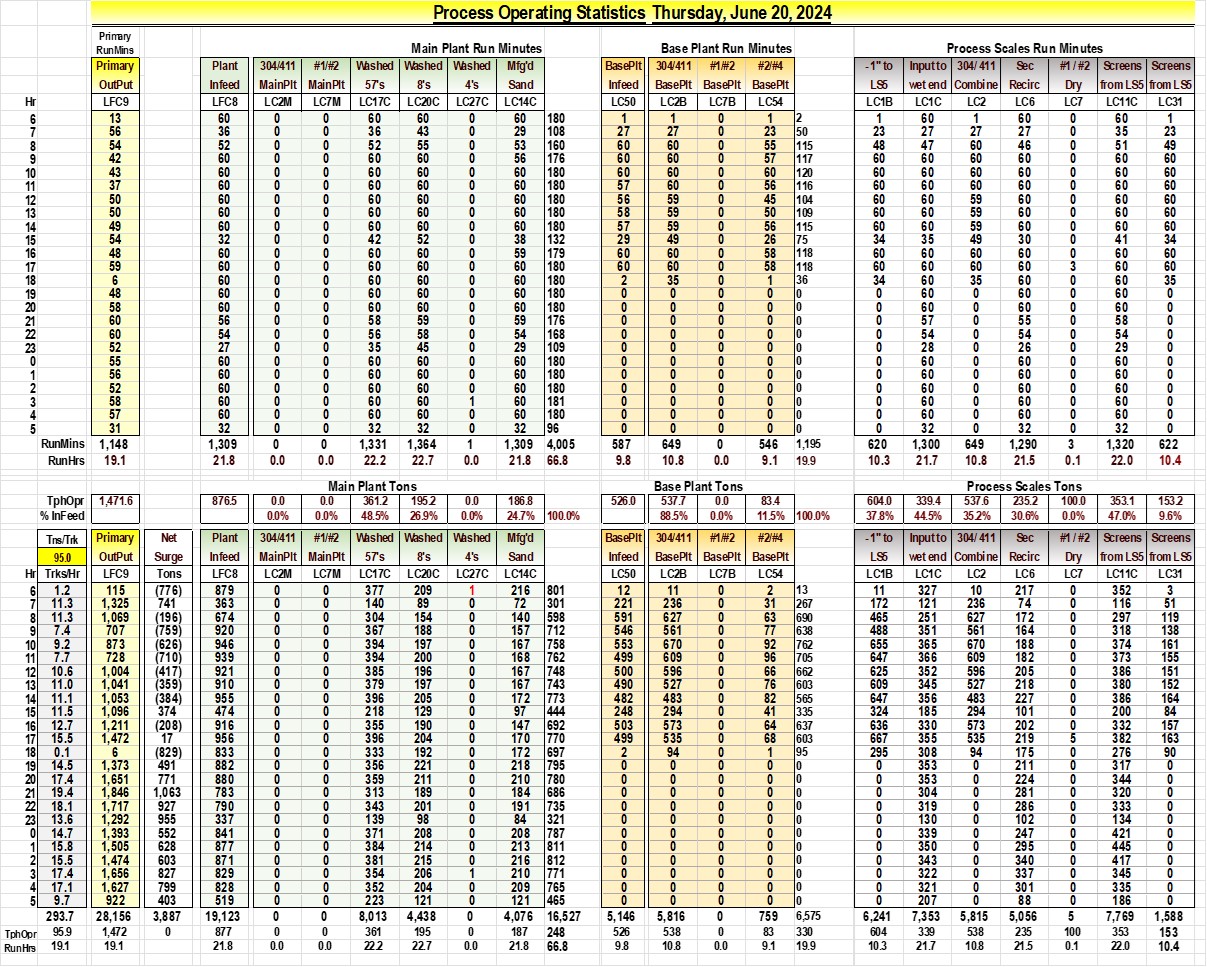 Process Operating Statistics Thursday, June 20, 2024
Primary
RunMins Main Plant Run Minutes Base Plant Run Minutes Process Scales Run Minutes
Primary Plant 304/411 #1/#2 Washed Washed Washed Mfg'd BasePlt 304/411 #1/#2 #2/#4 -1" to Input to 304/ 411 Sec #1 / #2 Screens Screens
OutPut Infeed MainPlt MainPlt 57's 8's 4's Sand Infeed BasePlt BasePlt BasePlt LS5 wet end Combine Recirc Dry from LS5 from LS6
Hr LFC9 LFC8 LC2M LC7M LC17C LC20C LC27C LC14C LC50 LC2B LC7B LC54 LC1B LC1C LC2 LC6 LC7 LC11C LC31
6 13 60 0 0 60 60 0 60 180 1 1 0 1 2 1 60 1 60 0 60 1
7 56 36 0 0 36 43 0 29 108 27 27 0 23 50 23 27 27 27 0 35 23
8 54 52 0 0 52 55 0 53 160 60 60 0 55 115 48 47 60 46 0 51 49
9 42 60 0 0 60 60 0 56 176 60 60 0 57 117 60 60 60 60 0 60 60
10 43 60 0 0 60 60 0 60 180 60 60 0 60 120 60 60 60 60 0 60 60
11 37 60 0 0 60 60 0 60 180 57 60 0 56 116 60 60 60 60 0 60 60
12 50 60 0 0 60 60 0 60 180 56 59 0 45 104 60 60 59 60 0 60 60
13 50 60 0 0 60 60 0 60 180 58 59 0 50 109 60 60 59 60 0 60 60
14 49 60 0 0 60 60 0 60 180 57 59 0 56 115 60 60 59 60 0 60 60
15 54 32 0 0 42 52 0 38 132 29 49 0 26 75 34 35 49 30 0 41 34
16 48 60 0 0 60 60 0 59 179 60 60 0 58 118 60 60 60 60 0 60 60
17 59 60 0 0 60 60 0 60 180 60 60 0 58 118 60 60 60 60 3 60 60
18 6 60 0 0 60 60 0 60 180 2 35 0 1 36 34 60 35 60 0 60 35
19 48 60 0 0 60 60 0 60 180 0 0 0 0 0 0 60 0 60 0 60 0
20 58 60 0 0 60 60 0 60 180 0 0 0 0 0 0 60 0 60 0 60 0
21 60 56 0 0 58 59 0 59 176 0 0 0 0 0 0 57 0 55 0 58 0
22 60 54 0 0 56 58 0 54 168 0 0 0 0 0 0 54 0 54 0 54 0
23 52 27 0 0 35 45 0 29 109 0 0 0 0 0 0 28 0 26 0 29 0
0 55 60 0 0 60 60 0 60 180 0 0 0 0 0 0 60 0 60 0 60 0
1 56 60 0 0 60 60 0 60 180 0 0 0 0 0 0 60 0 60 0 60 0
2 52 60 0 0 60 60 0 60 180 0 0 0 0 0 0 60 0 60 0 60 0
3 58 60 0 0 60 60 1 60 181 0 0 0 0 0 0 60 0 60 0 60 0
4 57 60 0 0 60 60 0 60 180 0 0 0 0 0 0 60 0 60 0 60 0
5 31 32 0 0 32 32 0 32 96 0 0 0 0 0 0 32 0 32 0 32 0
RunMins 1,148 1,309 0 0 1,331 1,364 1 1,309 4,005 587 649 0 546 1,195 620 1,300 649 1,290 3 1,320 622
RunHrs 19.1 21.8 0.0 0.0 22.2 22.7 0.0 21.8 66.8 9.8 10.8 0.0 9.1 19.9 10.3 21.7 10.8 21.5 0.1 22.0 10.4
Main Plant Tons Base Plant Tons Process Scales Tons
TphOpr 1,471.6 876.5 0.0 0.0 361.2 195.2 0.0 186.8 526.0 537.7 0.0 83.4 604.0 339.4 537.6 235.2 100.0 353.1 153.2
% InFeed 0.0% 0.0% 48.5% 26.9% 0.0% 24.7% 100.0% 88.5% 0.0% 11.5% 100.0% 37.8% 44.5% 35.2% 30.6% 0.0% 47.0% 9.6%
Tns/Trk Primary Net Plant 304/411 #1/#2 Washed Washed Washed Mfg'd BasePlt 304/411 #1/#2 #2/#4 -1" to Input to 304/ 411 Sec #1 / #2 Screens Screens
95.0 OutPut Surge Infeed MainPlt MainPlt 57's 8's 4's Sand Infeed BasePlt BasePlt BasePlt LS5 wet end Combine Recirc Dry from LS5 from LS6
Hr Trks/Hr LFC9 Tons LFC8 LC2M LC7M LC17C LC20C LC27C LC14C LC50 LC2B LC7B LC54 LC1B LC1C LC2 LC6 LC7 LC11C LC31
6 1.2 115 (776) 879 0 0 377 209 1 216 801 12 11 0 2 13 11 327 10 217 0 352 3
7 11.3 1,325 741 363 0 0 140 89 0 72 301 221 236 0 31 267 172 121 236 74 0 116 51
8 11.3 1,069 (196) 674 0 0 304 154 0 140 598 591 627 0 63 690 465 251 627 172 0 297 119
9 7.4 707 (759) 920 0 0 367 188 0 157 712 546 561 0 77 638 488 351 561 164 0 318 138
10 9.2 873 (626) 946 0 0 394 197 0 167 758 553 670 0 92 762 655 365 670 188 0 374 161
11 7.7 728 (710) 939 0 0 394 200 0 168 762 499 609 0 96 705 647 366 609 182 0 373 155
12 10.6 1,004 (417) 921 0 0 385 196 0 167 748 500 596 0 66 662 625 352 596 205 0 386 151
13 11.0 1,041 (359) 910 0 0 379 197 0 167 743 490 527 0 76 603 609 345 527 218 0 380 152
14 11.1 1,053 (384) 955 0 0 396 205 0 172 773 482 483 0 82 565 647 356 483 227 0 386 164
15 11.5 1,096 374 474 0 0 218 129 0 97 444 248 294 0 41 335 324 185 294 101 0 200 84
16 12.7 1,211 (208) 916 0 0 355 190 0 147 692 503 573 0 64 637 636 330 573 202 0 332 157
17 15.5 1,472 17 956 0 0 396 204 0 170 770 499 535 0 68 603 667 355 535 219 5 382 163
18 0.1 6 (829) 833 0 0 333 192 0 172 697 2 94 0 1 95 295 308 94 175 0 276 90
19 14.5 1,373 491 882 0 0 356 221 0 218 795 0 0 0 0 0 0 353 0 211 0 317 0
20 17.4 1,651 771 880 0 0 359 211 0 210 780 0 0 0 0 0 0 353 0 224 0 344 0
21 19.4 1,846 1,063 783 0 0 313 189 0 184 686 0 0 0 0 0 0 304 0 281 0 320 0
22 18.1 1,717 927 790 0 0 343 201 0 191 735 0 0 0 0 0 0 319 0 286 0 333 0
23 13.6 1,292 955 337 0 0 140 98 0 84 321 0 0 0 0 0 0 130 0 102 0 134 0
0 14.7 1,393 552 841 0 0 371 208 0 208 787 0 0 0 0 0 0 339 0 247 0 421 0
1 15.8 1,505 628 877 0 0 384 214 0 213 811 0 0 0 0 0 0 350 0 295 0 445 0
2 15.5 1,474 603 871 0 0 381 215 0 216 812 0 0 0 0 0 0 343 0 340 0 417 0
3 17.4 1,656 827 829 0 0 354 206 1 210 771 0 0 0 0 0 0 322 0 337 0 345 0
4 17.1 1,627 799 828 0 0 352 204 0 209 765 0 0 0 0 0 0 321 0 301 0 335 0
5 9.7 922 403 519 0 0 223 121 0 121 465 0 0 0 0 0 0 207 0 88 0 186 0
293.7 28,156 3,887 19,123 0 0 8,013 4,438 0 4,076 16,527 5,146 5,816 0 759 6,575 6,241 7,353 5,815 5,056 5 7,769 1,588
TphOpr 95.9 1,472 0 877 0 0 361 195 0 187 248 526 538 0 83 330 604 339 538 235 100 353 153
RunHrs 19.1 19.1 21.8 0.0 0.0 22.2 22.7 0.0 21.8 66.8 9.8 10.8 0.0 9.1 19.9 10.3 21.7 10.8 21.5 0.1 22.0 10.4